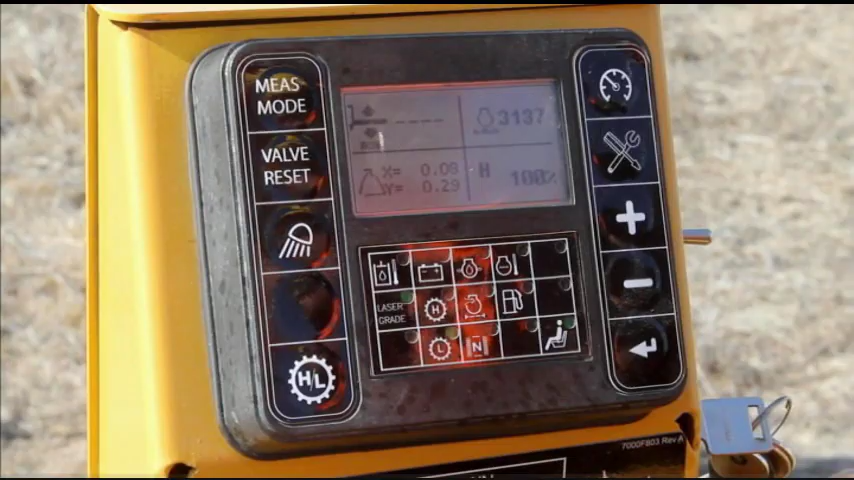 MEAS
MODE
VALVE
RESET
H/L
----
3137
X= 0.08
Y= 0.29
H 100%
LASER
GRADE
H
L
N
7000F803 Rev A